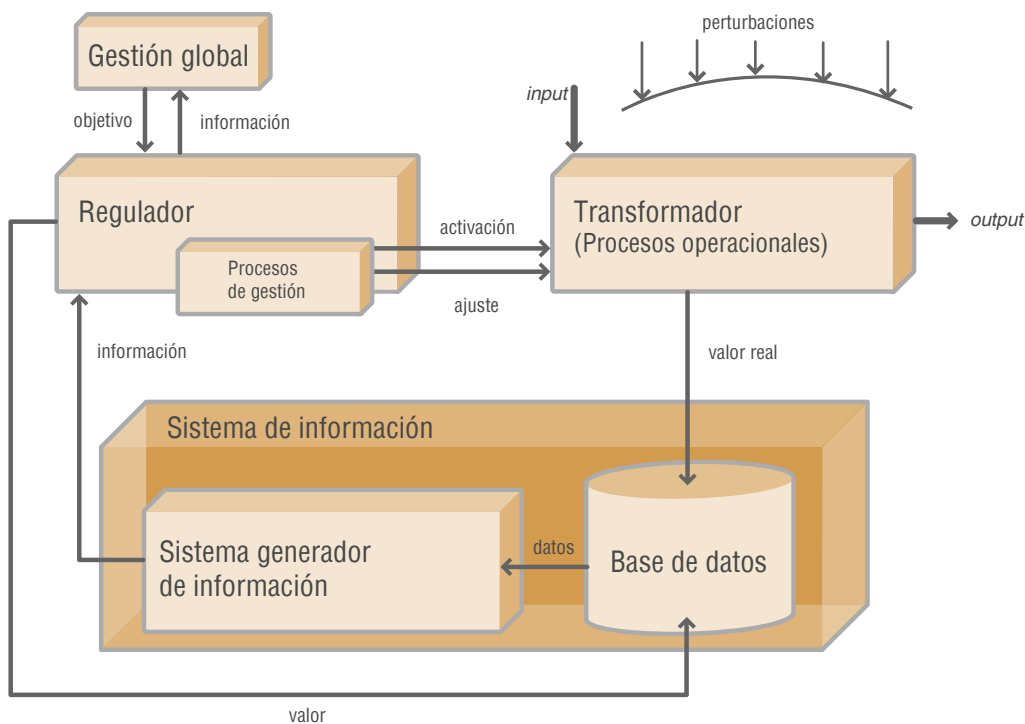 perturbaciones
Gestión global
input
objetivo
información
Regulador
Transformador
(Procesos operacionales)
output
activación
Procesos
de gestión
ajuste
información
valor real
Sistema de información
Sistema generador
de información
datos
Base de datos
valor